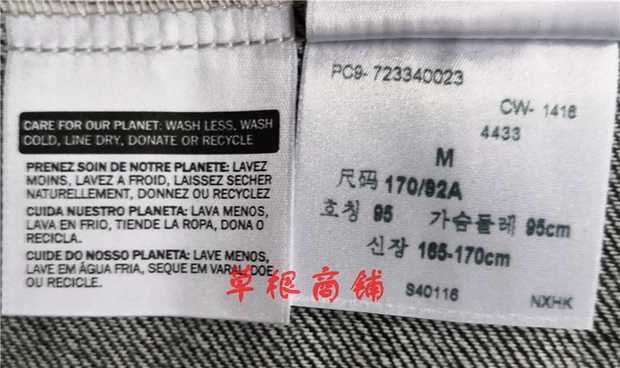 CARE FOR OUR PLANET: WASH LESS, WASH
COLD, LINE DRY, DONATE OR RECYCLE
PRENEZ SOIN DE NOTRE PLANETE: LAVEZ
MOINS, LAVEZ A FROID, LAISSEZ SECHER
NATURELLEMENT, DONNEZ OU RECYCLEZ
CUIDA NUESTRO PLANETA: LAVA MENOS,
LAVA EN FRIO, TIENDE LA ROPA, DONA O
RECICLA.
CUIDE DO NOSSO PLANETA: LAVE MENOS,
LAVE EM ÁGUA FRIA, SEQUE EM VARAL, DOE
OU RECICLE.
PC9- 723340023
CW- 1416
4433
M
尺码 170/92A
호칭 95 가슴둘레 95cm
신장 165-170cm
S40116 NXHK
草根商铺